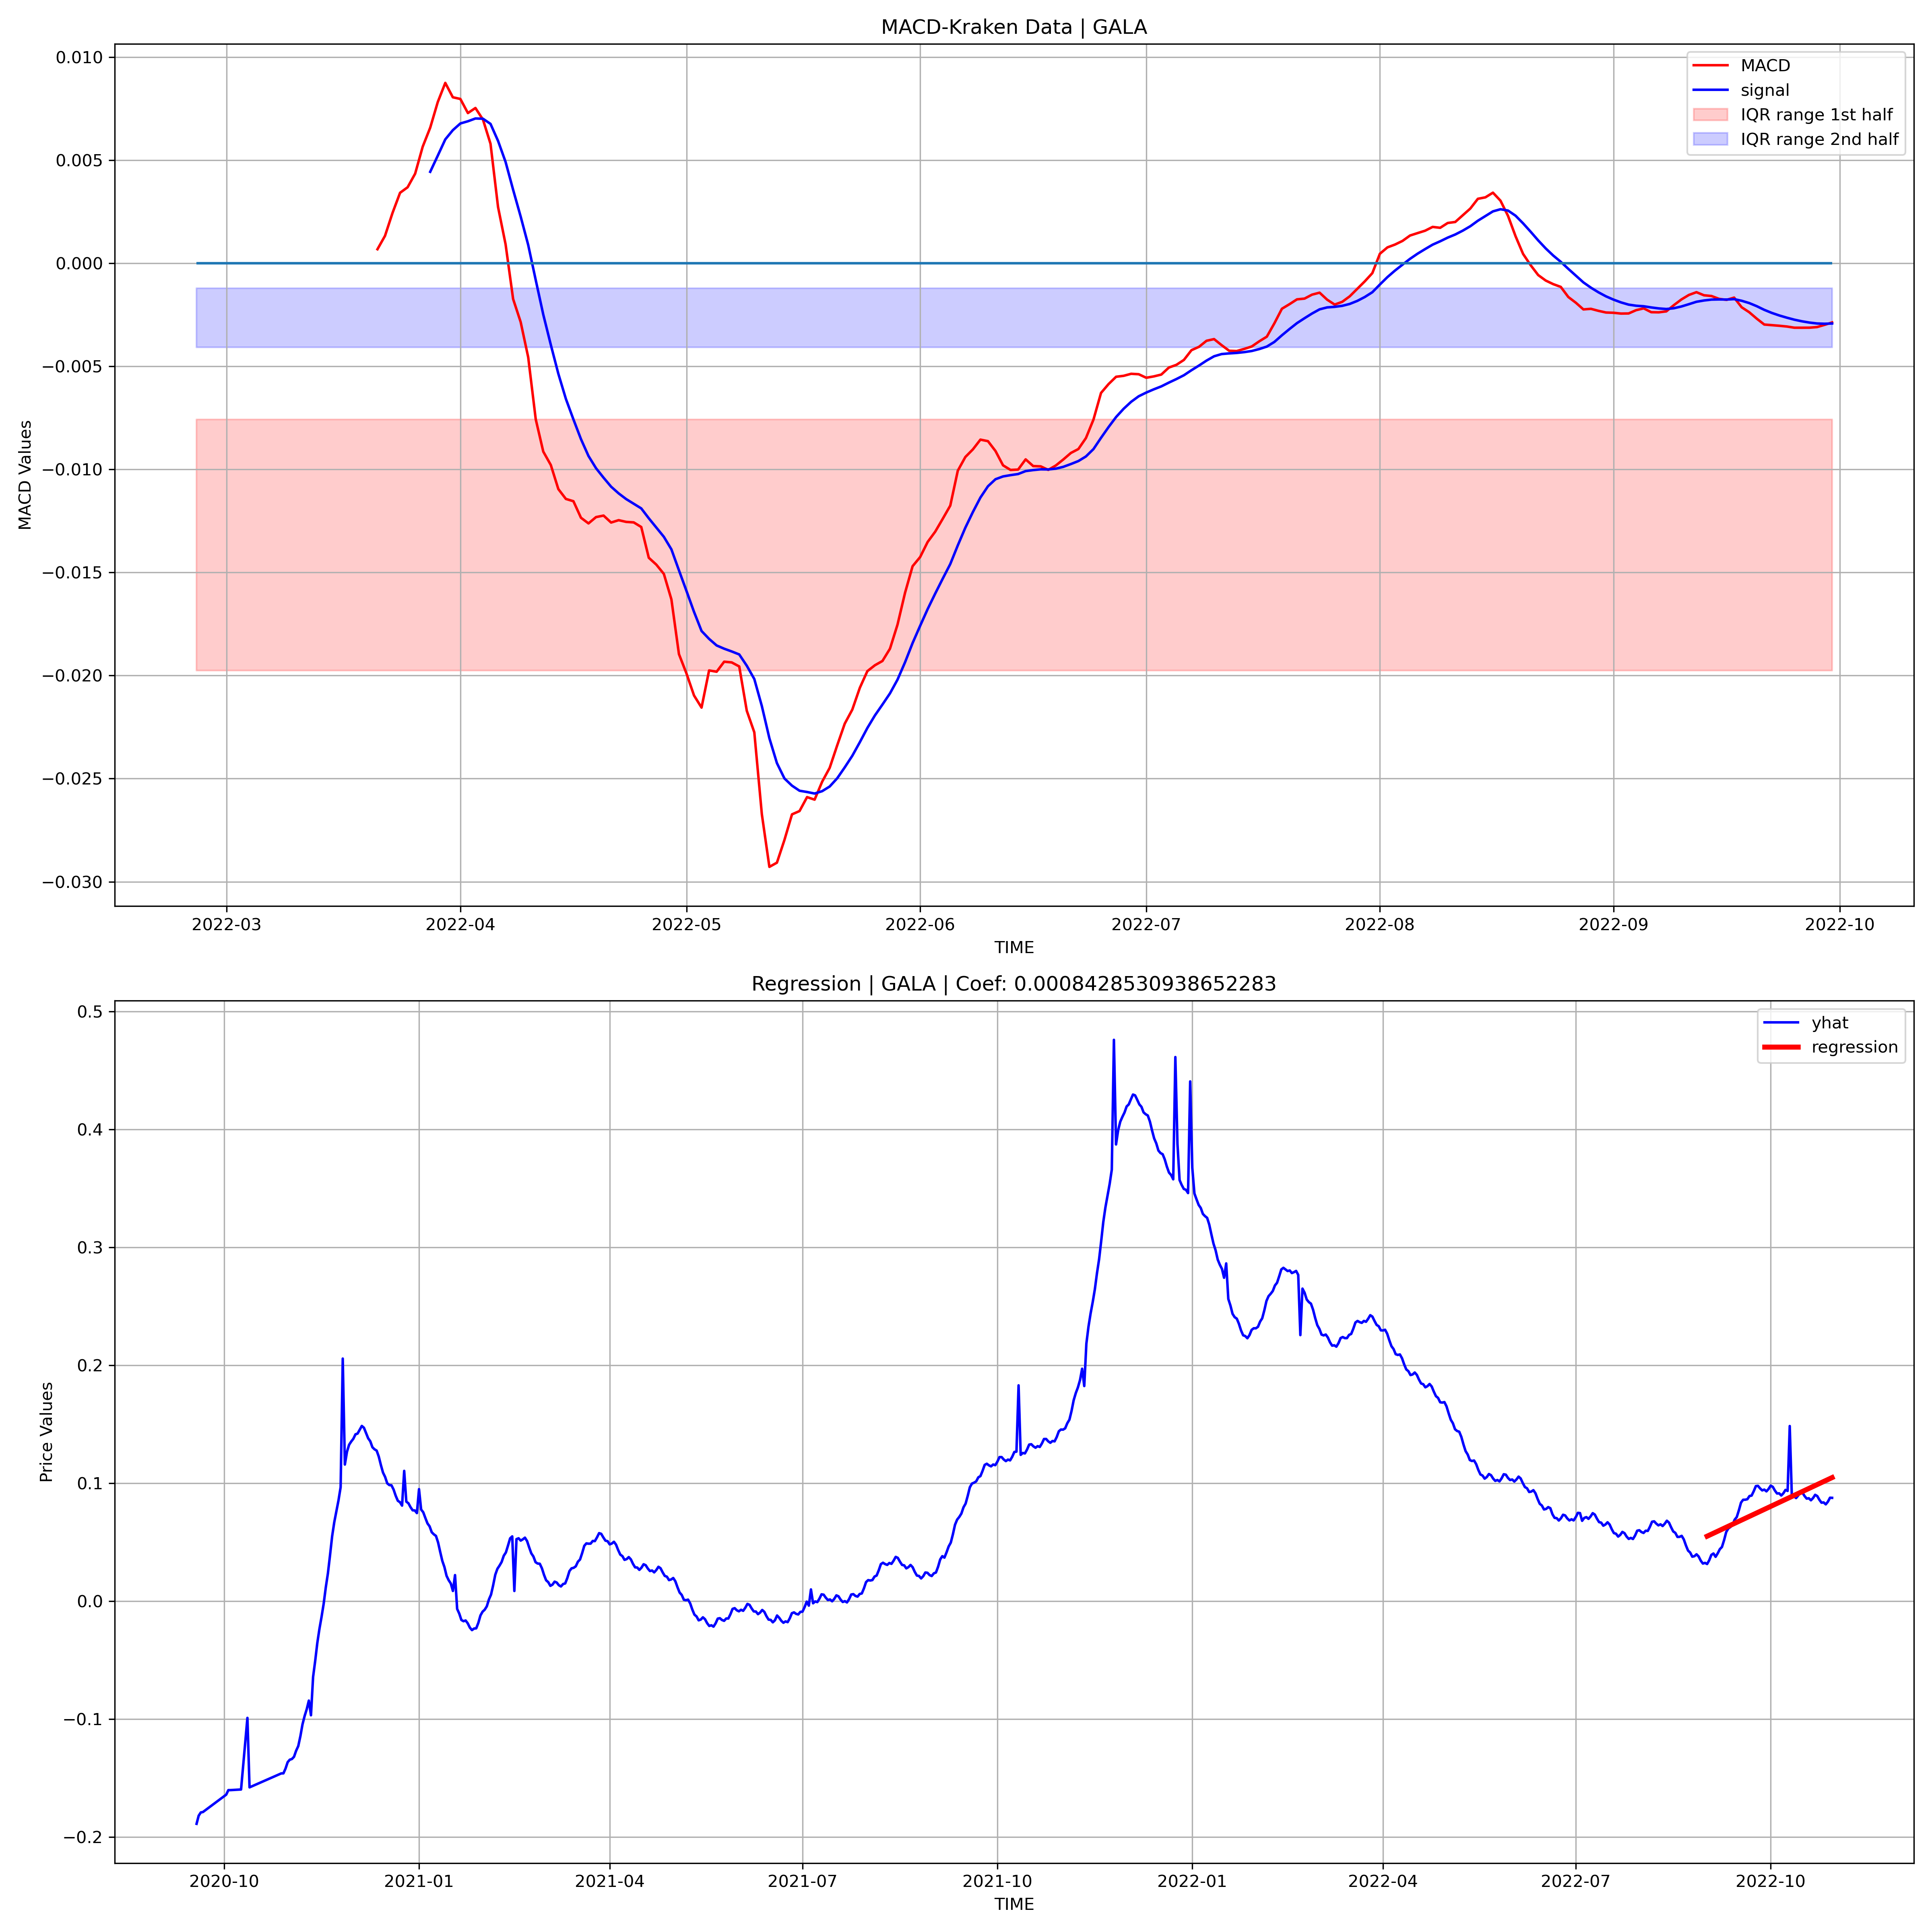 MACD-Kraken Data | GALA
MACD Values
0.010
0.005
0.000
−0.005
−0.010
−0.015
−0.020
−0.025
−0.030
MACD
signal
IQR range 1st half
IQR range 2nd half
2022-03 2022-04 2022-05 2022-06 2022-07 2022-08 2022-09 2022-10
TIME
Regression | GALA | Coef: 0.0008428530938652283
Price Values
0.5
0.4
0.3
0.2
0.1
0.0
−0.1
−0.2
yhat
regression
2020-10 2021-01 2021-04 2021-07 2021-10 2022-01 2022-04 2022-07 2022-10
TIME